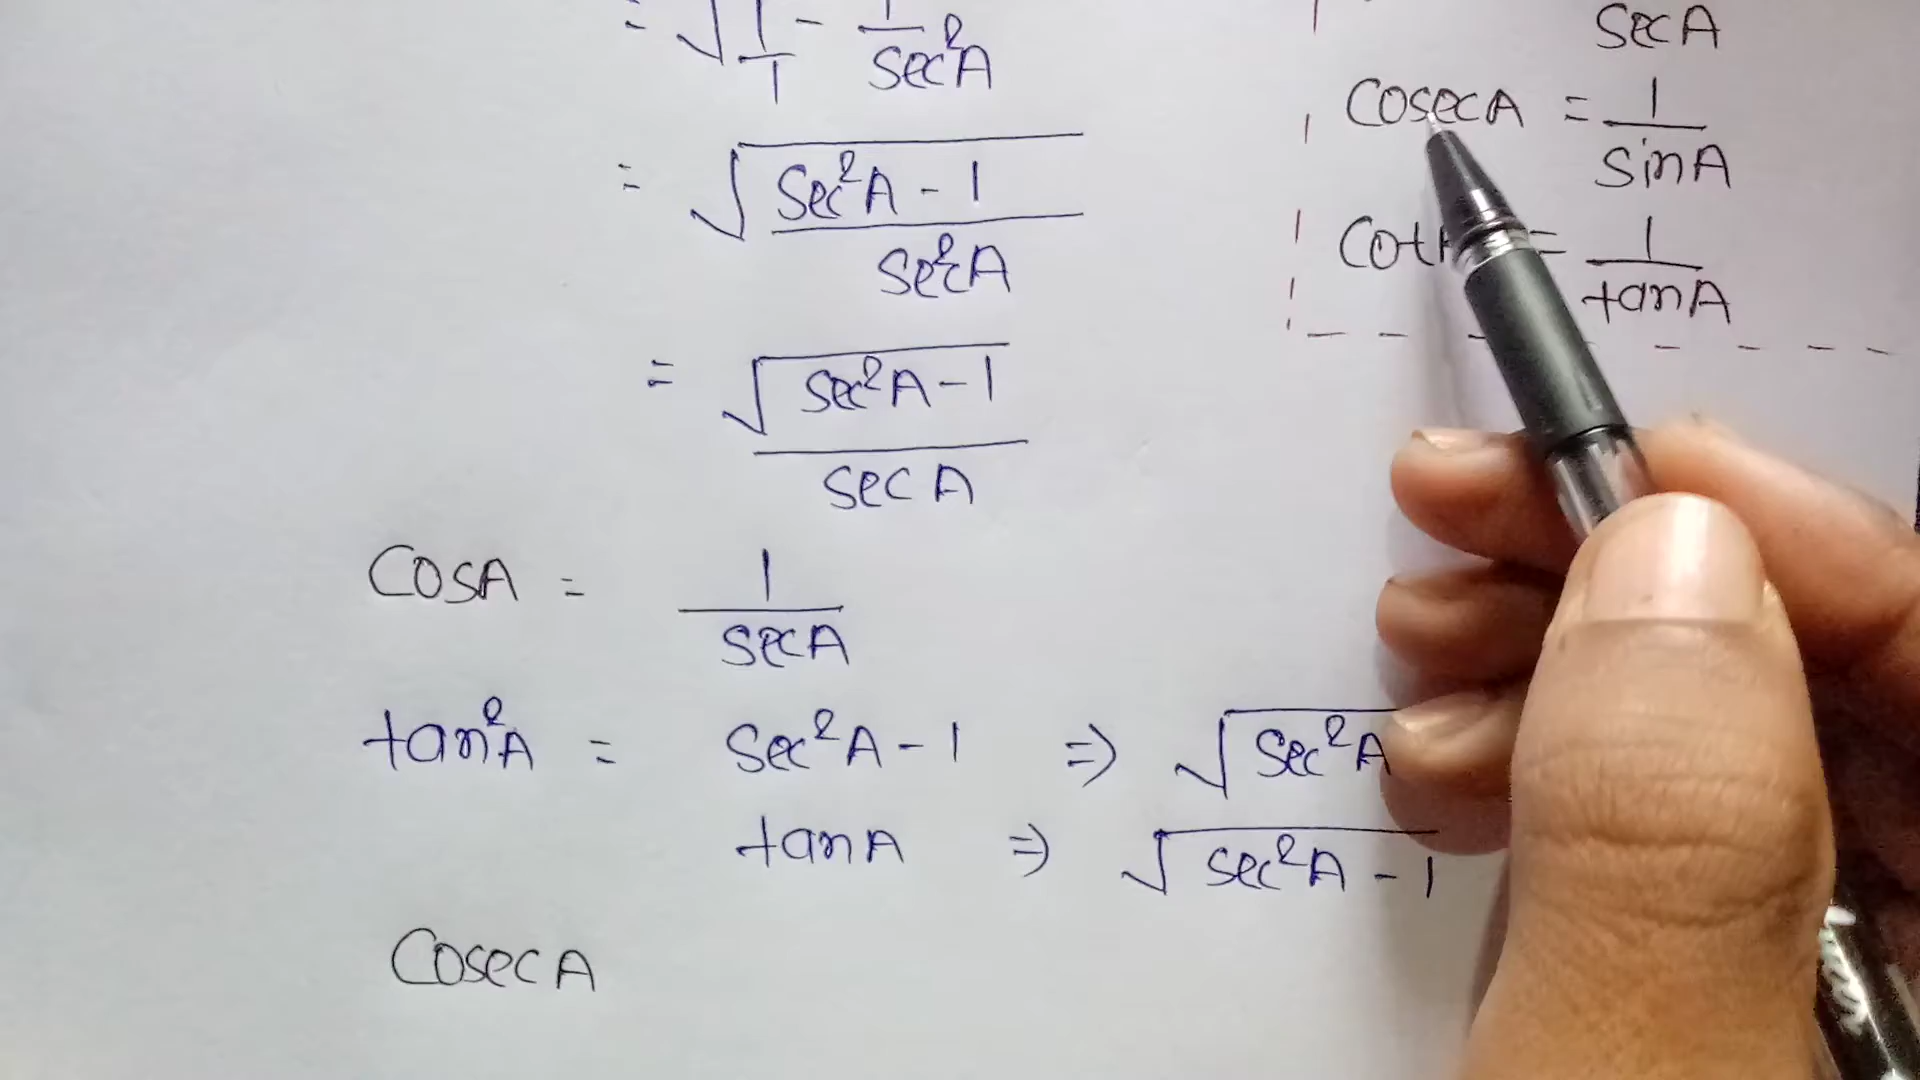 = √1/1 - 1/sec²A
= √(Sec²A - 1)/(sec²A)
= √(sec²A - 1)/sec A
COSA = 1/secA
tan²A = Sec²A - 1 => √Sec²A
tanA => √sec²A - 1
CosecA
secA
CosecA = 1/sinA
Cot = 1/tanA